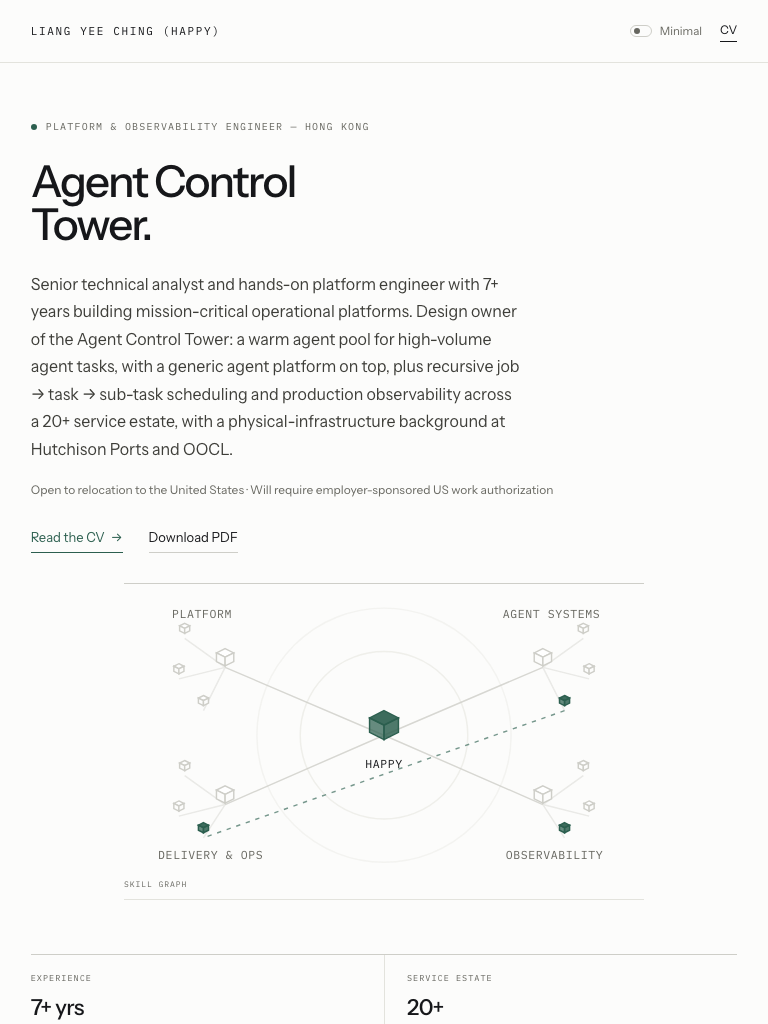 LIANG YEE CHING (HAPPY)
Minimal
CV
PLATFORM & OBSERVABILITY ENGINEER — HONG KONG
Agent Control
Tower.
Senior technical analyst and hands-on platform engineer with 7+
years building mission-critical operational platforms. Design owner
of the Agent Control Tower: a warm agent pool for high-volume
agent tasks, with a generic agent platform on top, plus recursive job
→ task → sub-task scheduling and production observability across
a 20+ service estate, with a physical-infrastructure background at
Hutchison Ports and OOCL.
Open to relocation to the United States · Will require employer-sponsored US work authorization
Read the CV →
Download PDF
PLATFORM
AGENT SYSTEMS
HAPPY
DELIVERY & OPS
OBSERVABILITY
SKILL GRAPH
EXPERIENCE
SERVICE ESTATE
7+ yrs
20+